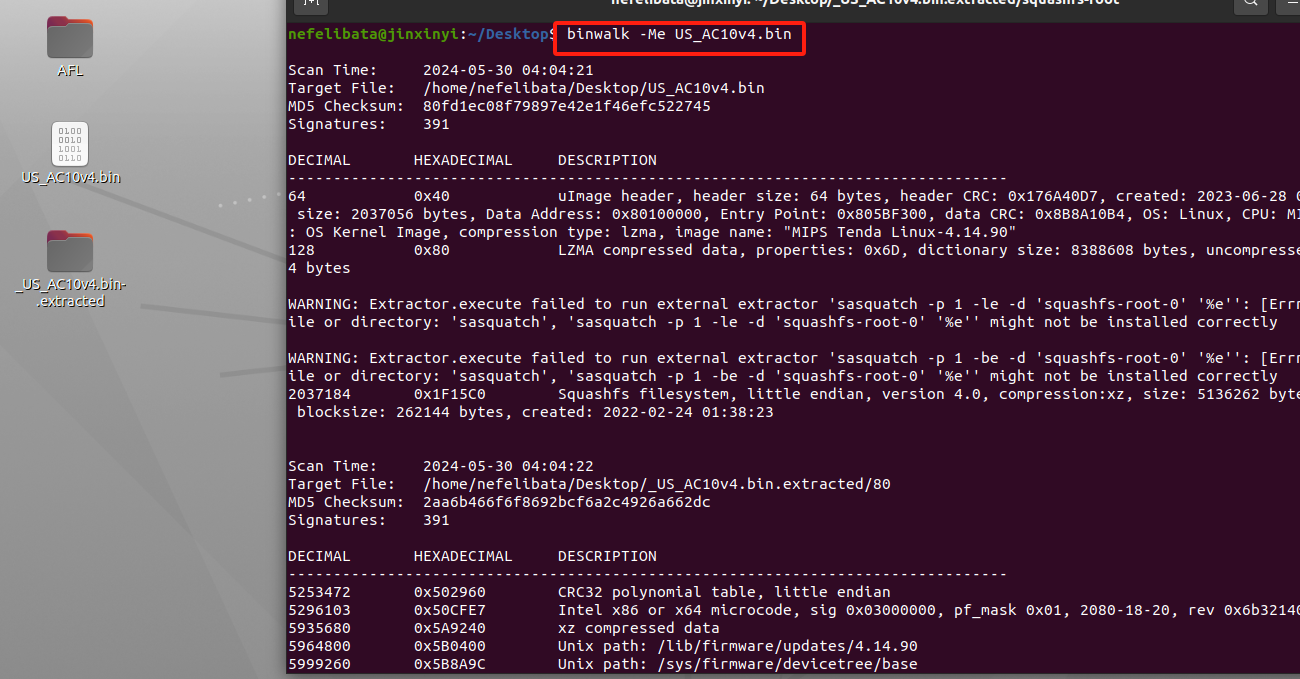 nefelibata@jinxinyi: ~/Desktop/_US_AC10v4.bin.extracted/squashfs-root
AFL
US_AC10v4.bin
_US_AC10v4.bin-
.extracted
nefelibata@jinxinyi:~/Desktop$ binwalk -Me US_AC10v4.bin
Scan Time:     2024-05-30 04:04:21
Target File:   /home/nefelibata/Desktop/US_AC10v4.bin
MD5 Checksum:  80fd1ec08f79897e42e1f46efc522745
Signatures:    391
DECIMAL       HEXADECIMAL     DESCRIPTION
--------------------------------------------------------------------------------
64            0x40            uImage header, header size: 64 bytes, header CRC: 0x176A40D7, created: 2023-06-28
size: 2037056 bytes, Data Address: 0x80100000, Entry Point: 0x805BF300, data CRC: 0x8B8A10B4, OS: Linux, CPU:
: OS Kernel Image, compression type: lzma, image name: "MIPS Tenda Linux-4.14.90"
128           0x80            LZMA compressed data, properties: 0x6D, dictionary size: 8388608 bytes, uncompresse
4 bytes
WARNING: Extractor.execute failed to run external extractor 'sasquatch -p 1 -le -d 'squashfs-root-0' '%e'': [Err
ile or directory: 'sasquatch', 'sasquatch -p 1 -le -d 'squashfs-root-0' '%e'' might not be installed correctly
WARNING: Extractor.execute failed to run external extractor 'sasquatch -p 1 -be -d 'squashfs-root-0' '%e'': [Err
ile or directory: 'sasquatch', 'sasquatch -p 1 -be -d 'squashfs-root-0' '%e'' might not be installed correctly
2037184       0x1F15C0        Squashfs filesystem, little endian, version 4.0, compression:xz, size: 5136262 byte
blocksize: 262144 bytes, created: 2022-02-24 01:38:23
Scan Time:     2024-05-30 04:04:22
Target File:   /home/nefelibata/Desktop/_US_AC10v4.bin.extracted/80
MD5 Checksum:  2aa6b466f6f8692bcf6a2c4926a662dc
Signatures:    391
DECIMAL       HEXADECIMAL     DESCRIPTION
--------------------------------------------------------------------------------
5253472       0x502960        CRC32 polynomial table, little endian
5296103       0x50CFE7        Intel x86 or x64 microcode, sig 0x03000000, pf_mask 0x01, 2080-18-20, rev 0x6b3214
5935680       0x5A9240        xz compressed data
5964800       0x5B0400        Unix path: /lib/firmware/updates/4.14.90
5999260       0x5B8A9C        Unix path: /sys/firmware/devicetree/base